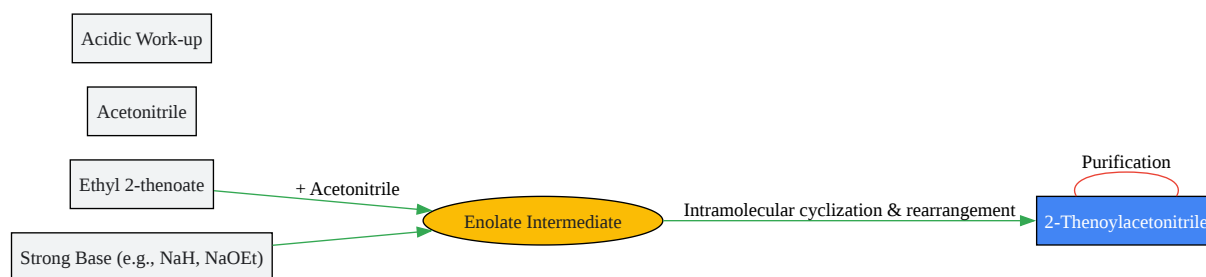 Acidic Work-up
Acetonitrile
Ethyl 2-thenoate
+ Acetonitrile
Strong Base (e.g., NaH, NaOEt)
Enolate Intermediate
Intramolecular cyclization & rearrangement
Purification
2-Thenoylacetonitrile